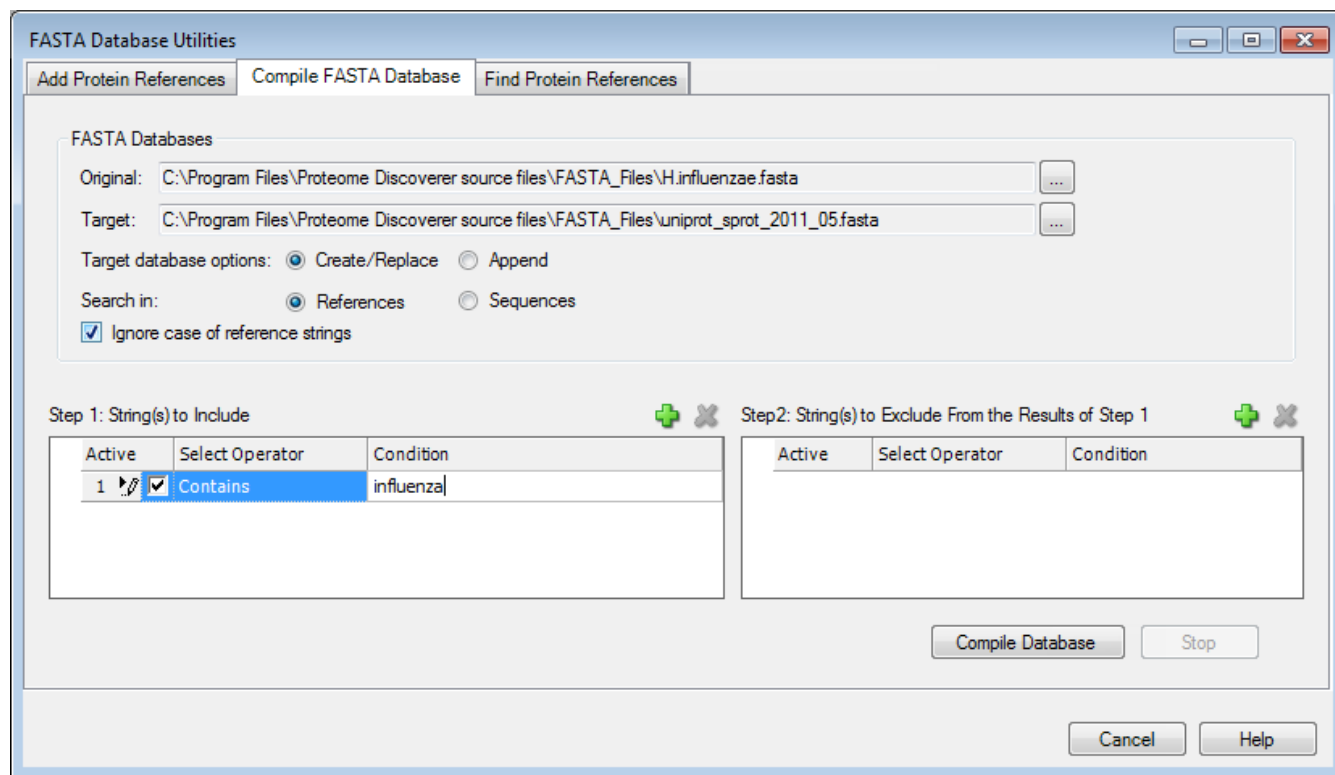 FASTA Database Utilities
Add Protein References Compile FASTA Database Find Protein References
FASTA Databases
Original: C:\Program Files\Proteome Discoverer source files\FASTA_Files\H.influenzae.fasta ...
Target: C:\Program Files\Proteome Discoverer source files\FASTA_Files\uniprot_sprot_2011_05.fasta ...
Target database options: Create/Replace Append
Search in: References Sequences
Ignore case of reference strings
Step 1: String(s) to Include Step2: String(s) to Exclude From the Results of Step 1
Active Select Operator Condition Active Select Operator Condition
1 Contains influenza
Compile Database Stop
Cancel Help